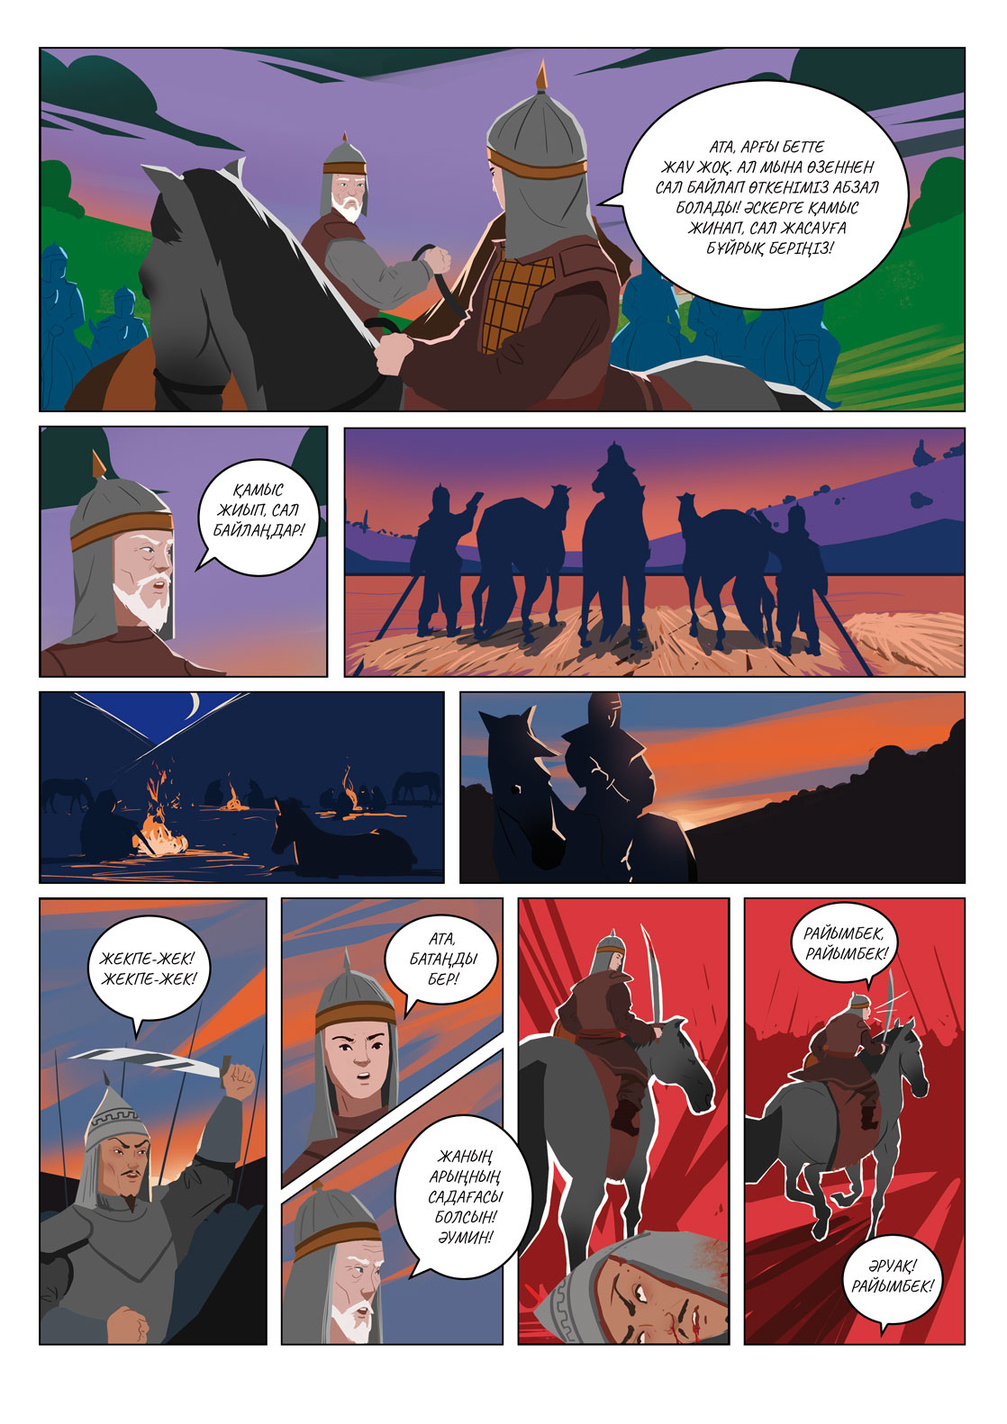 АТА, АРҒЫ БЕТТЕ
ЖАУ ЖОҚ. АЛ МЫНА ӨЗЕННЕН
САЛ БАЙЛАП ӨТКЕНІМІЗ АБЗАЛ
БОЛАДЫ! ӘСКЕРГЕ ҚАМЫС
ЖИНАП, САЛ ЖАСАУҒА
БҰЙРЫҚ БЕРІҢІЗ!
ҚАМЫС
ЖИЫП, САЛ
БАЙЛАҢДАР!
ЖЕКПЕ-ЖЕК!
ЖЕКПЕ-ЖЕК!
АТА,
БАТАҢДЫ
БЕР!
ЖАНЫҢ
АРЫҢНЫҢ
САДАҒАСЫ
БОЛСЫН!
ӘУМИН!
РАЙЫМБЕК,
РАЙЫМБЕК!
ӘРУАҚ!
РАЙЫМБЕК!